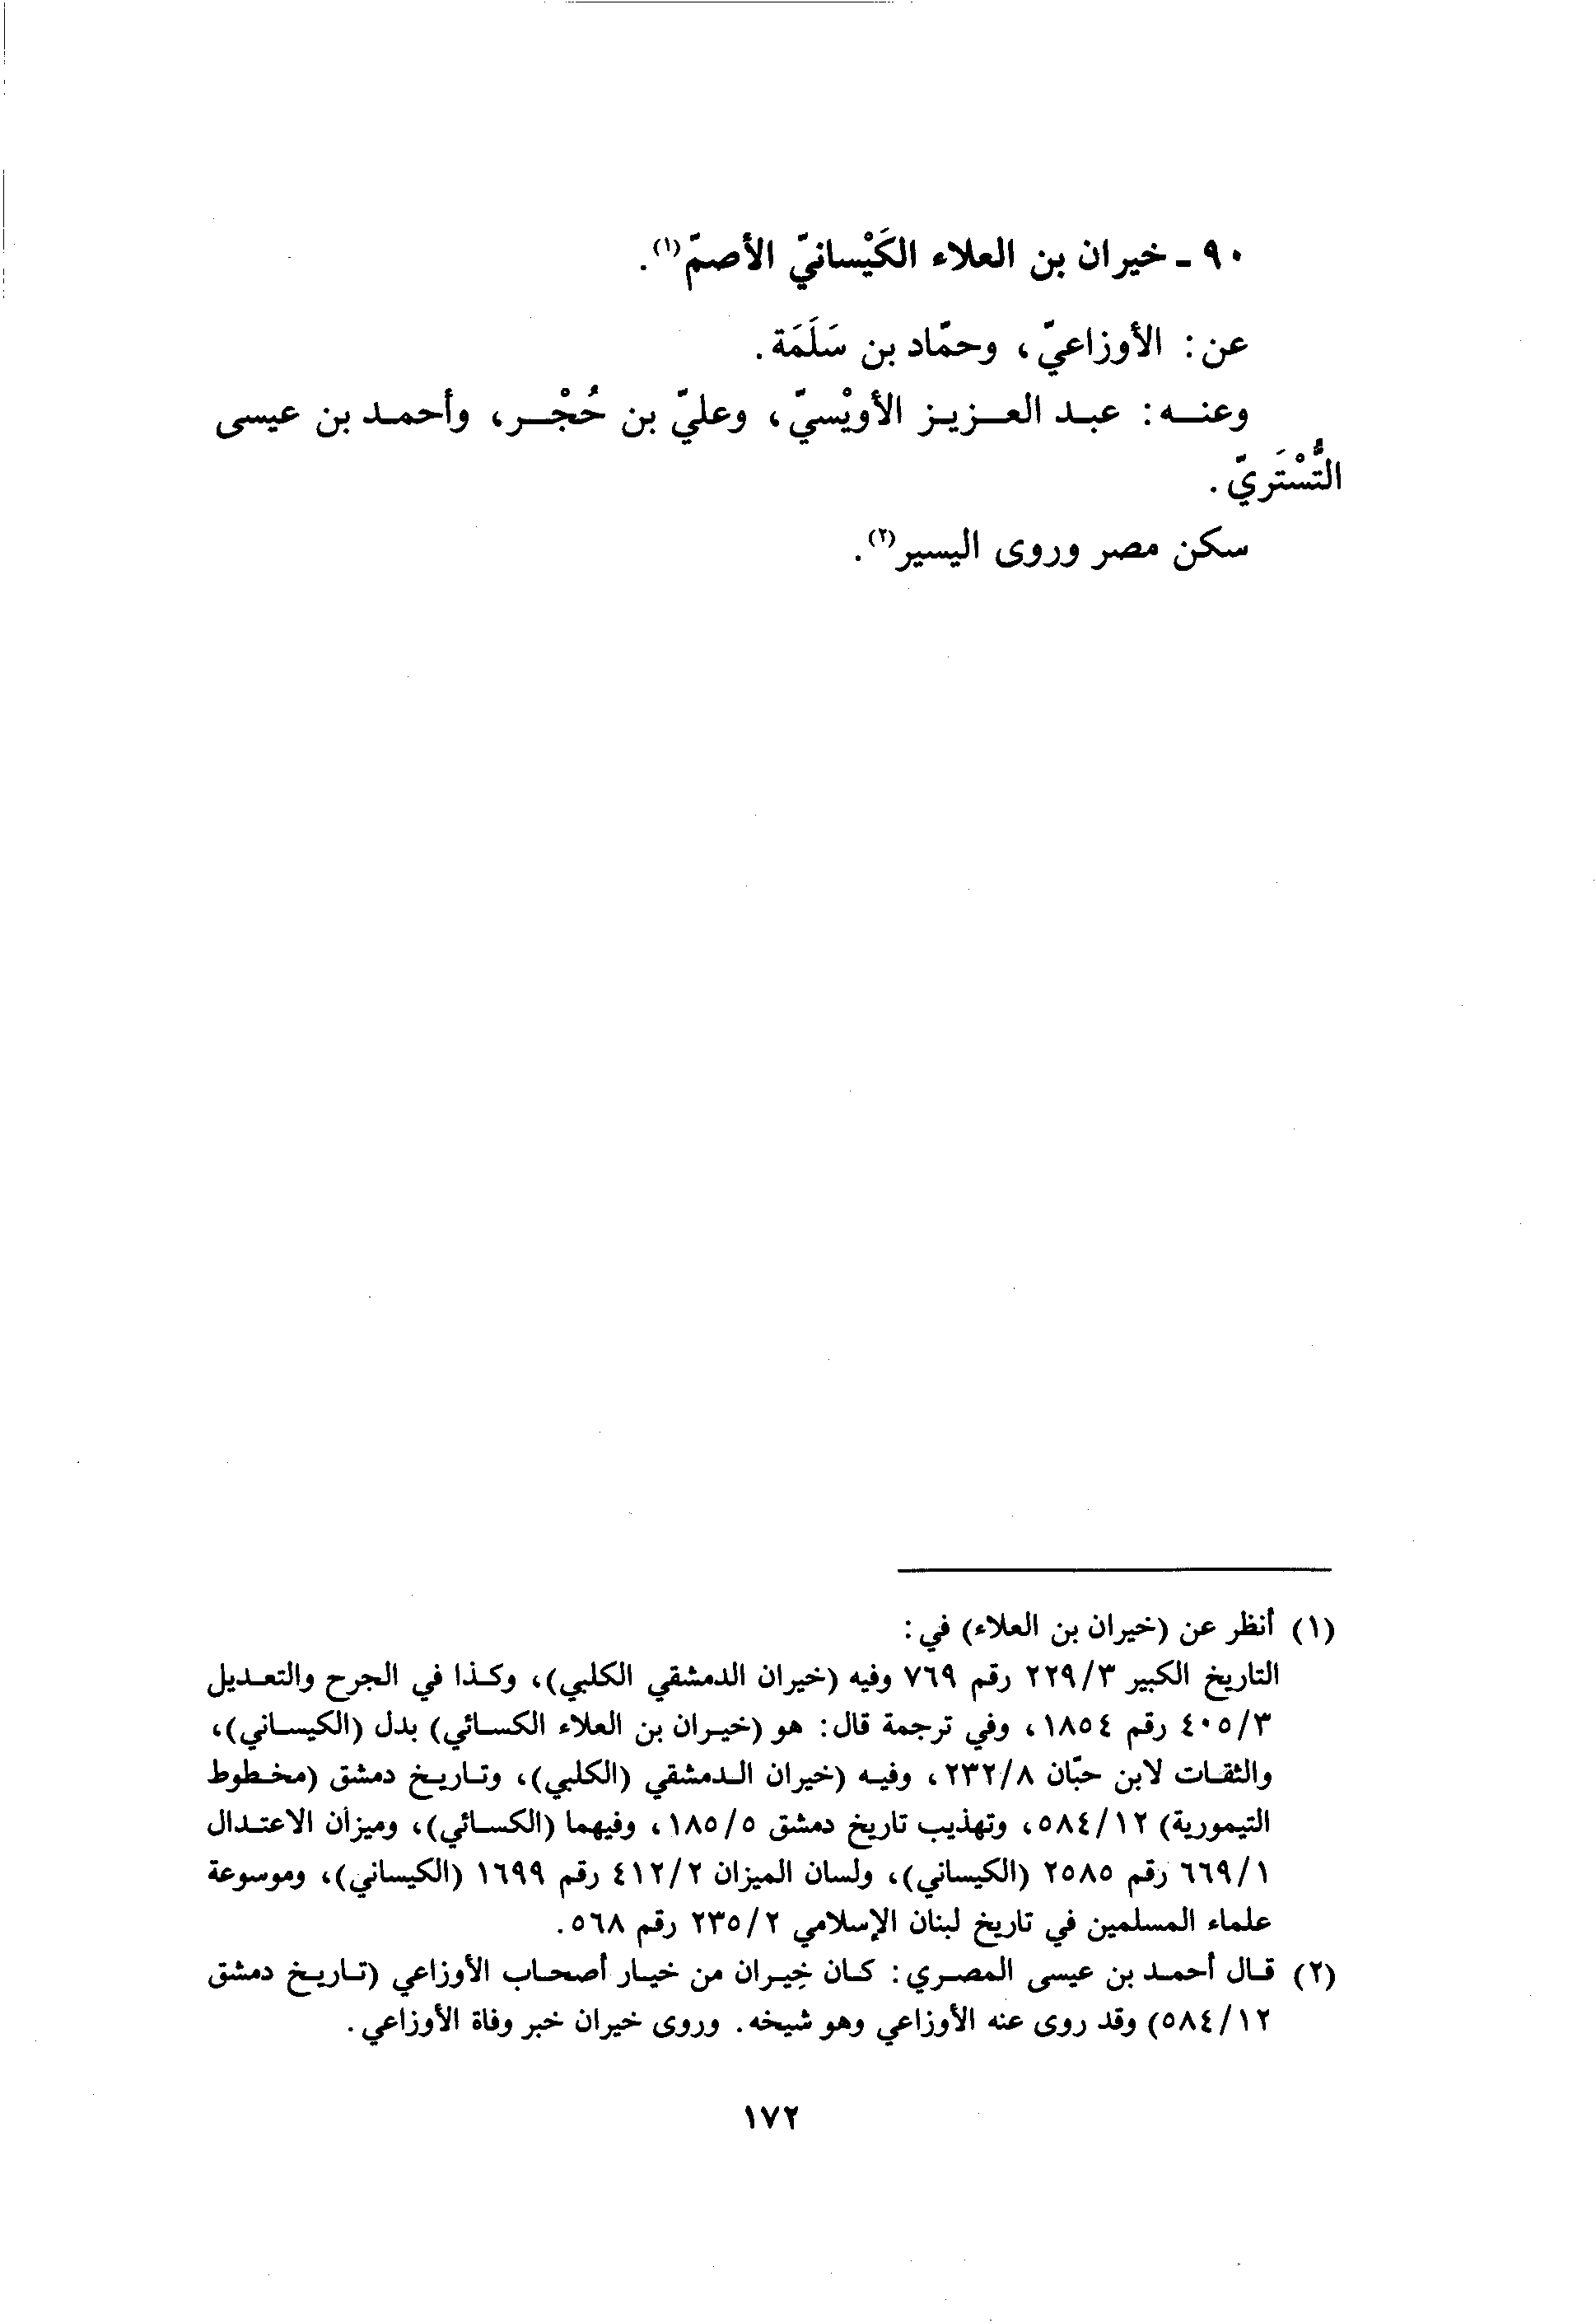 ٩٠ - خيران بن العلاء الكَيْسانيّ الأصمّ(١).
عن: الأوزاعيّ، وحمّاد بن سَلَمَة.
وعنه: عبد العزيز الأويْسيّ، وعليّ بن حُجْر، وأحمد بن عيسى
التُّسْتَريّ.
سكن مصر وروى اليسير(٢).
(١) أنظر عن (خيران بن العلاء) في:
التاريخ الكبير ٢٢٩/٣ رقم ٧٦٩ وفيه (خيران الدمشقي الكلبي)، وكذا في الجرح والتعديل
٤٠٥/٣ رقم ١٨٥٤، وفي ترجمة قال: هو (خيران بن العلاء الكسائي) بدل (الكيساني)،
والثقات لابن حبّان ٢٣٢/٨، وفيه (خيران الدمشقي (الكلبي)، وتاريخ دمشق (مخطوط
التيمورية) ٥٨٤/١٢، وتهذيب تاريخ دمشق ١٨٥/٥، وفيهما (الكسائي)، وميزان الاعتدال
٦٦٩/١ رقم ٢٥٨٥ (الكيساني)، ولسان الميزان ٤١٢/٢ رقم ١٦٩٩ (الكيساني)، وموسوعة
علماء المسلمين في تاريخ لبنان الإسلامي ٢٣٥/٢ رقم ٥٦٨.
(٢) قال أحمد بن عيسى المصري: كان خِيران من خيار أصحاب الأوزاعي (تاريخ دمشق
٥٨٤/١٢) وقد روى عنه الأوزاعي وهو شيخه. وروى خيران خبر وفاة الأوزاعي.
١٧٢